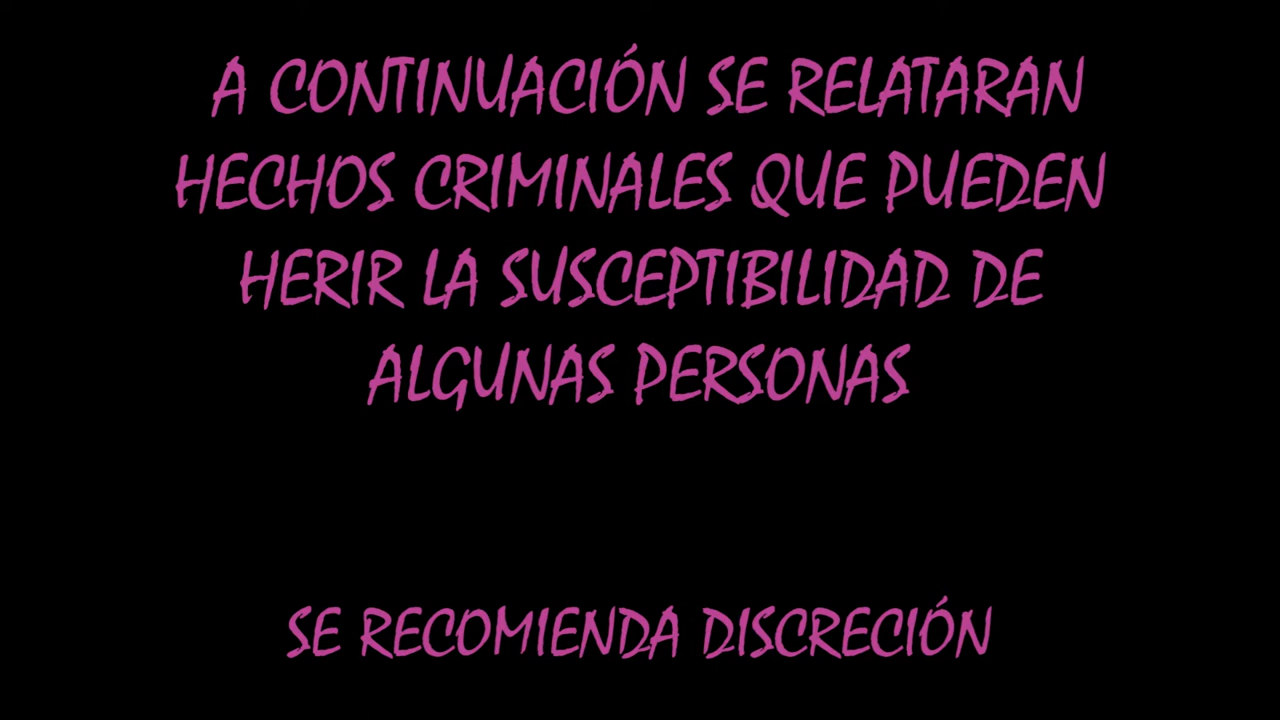 A CONTINUACIÓN SE RELATARAN
HECHOS CRIMINALES QUE PUEDEN
HERIR LA SUSCEPTIBILIDAD DE
ALGUNAS PERSONAS
SE RECOMIENDA DISCRECIÓN